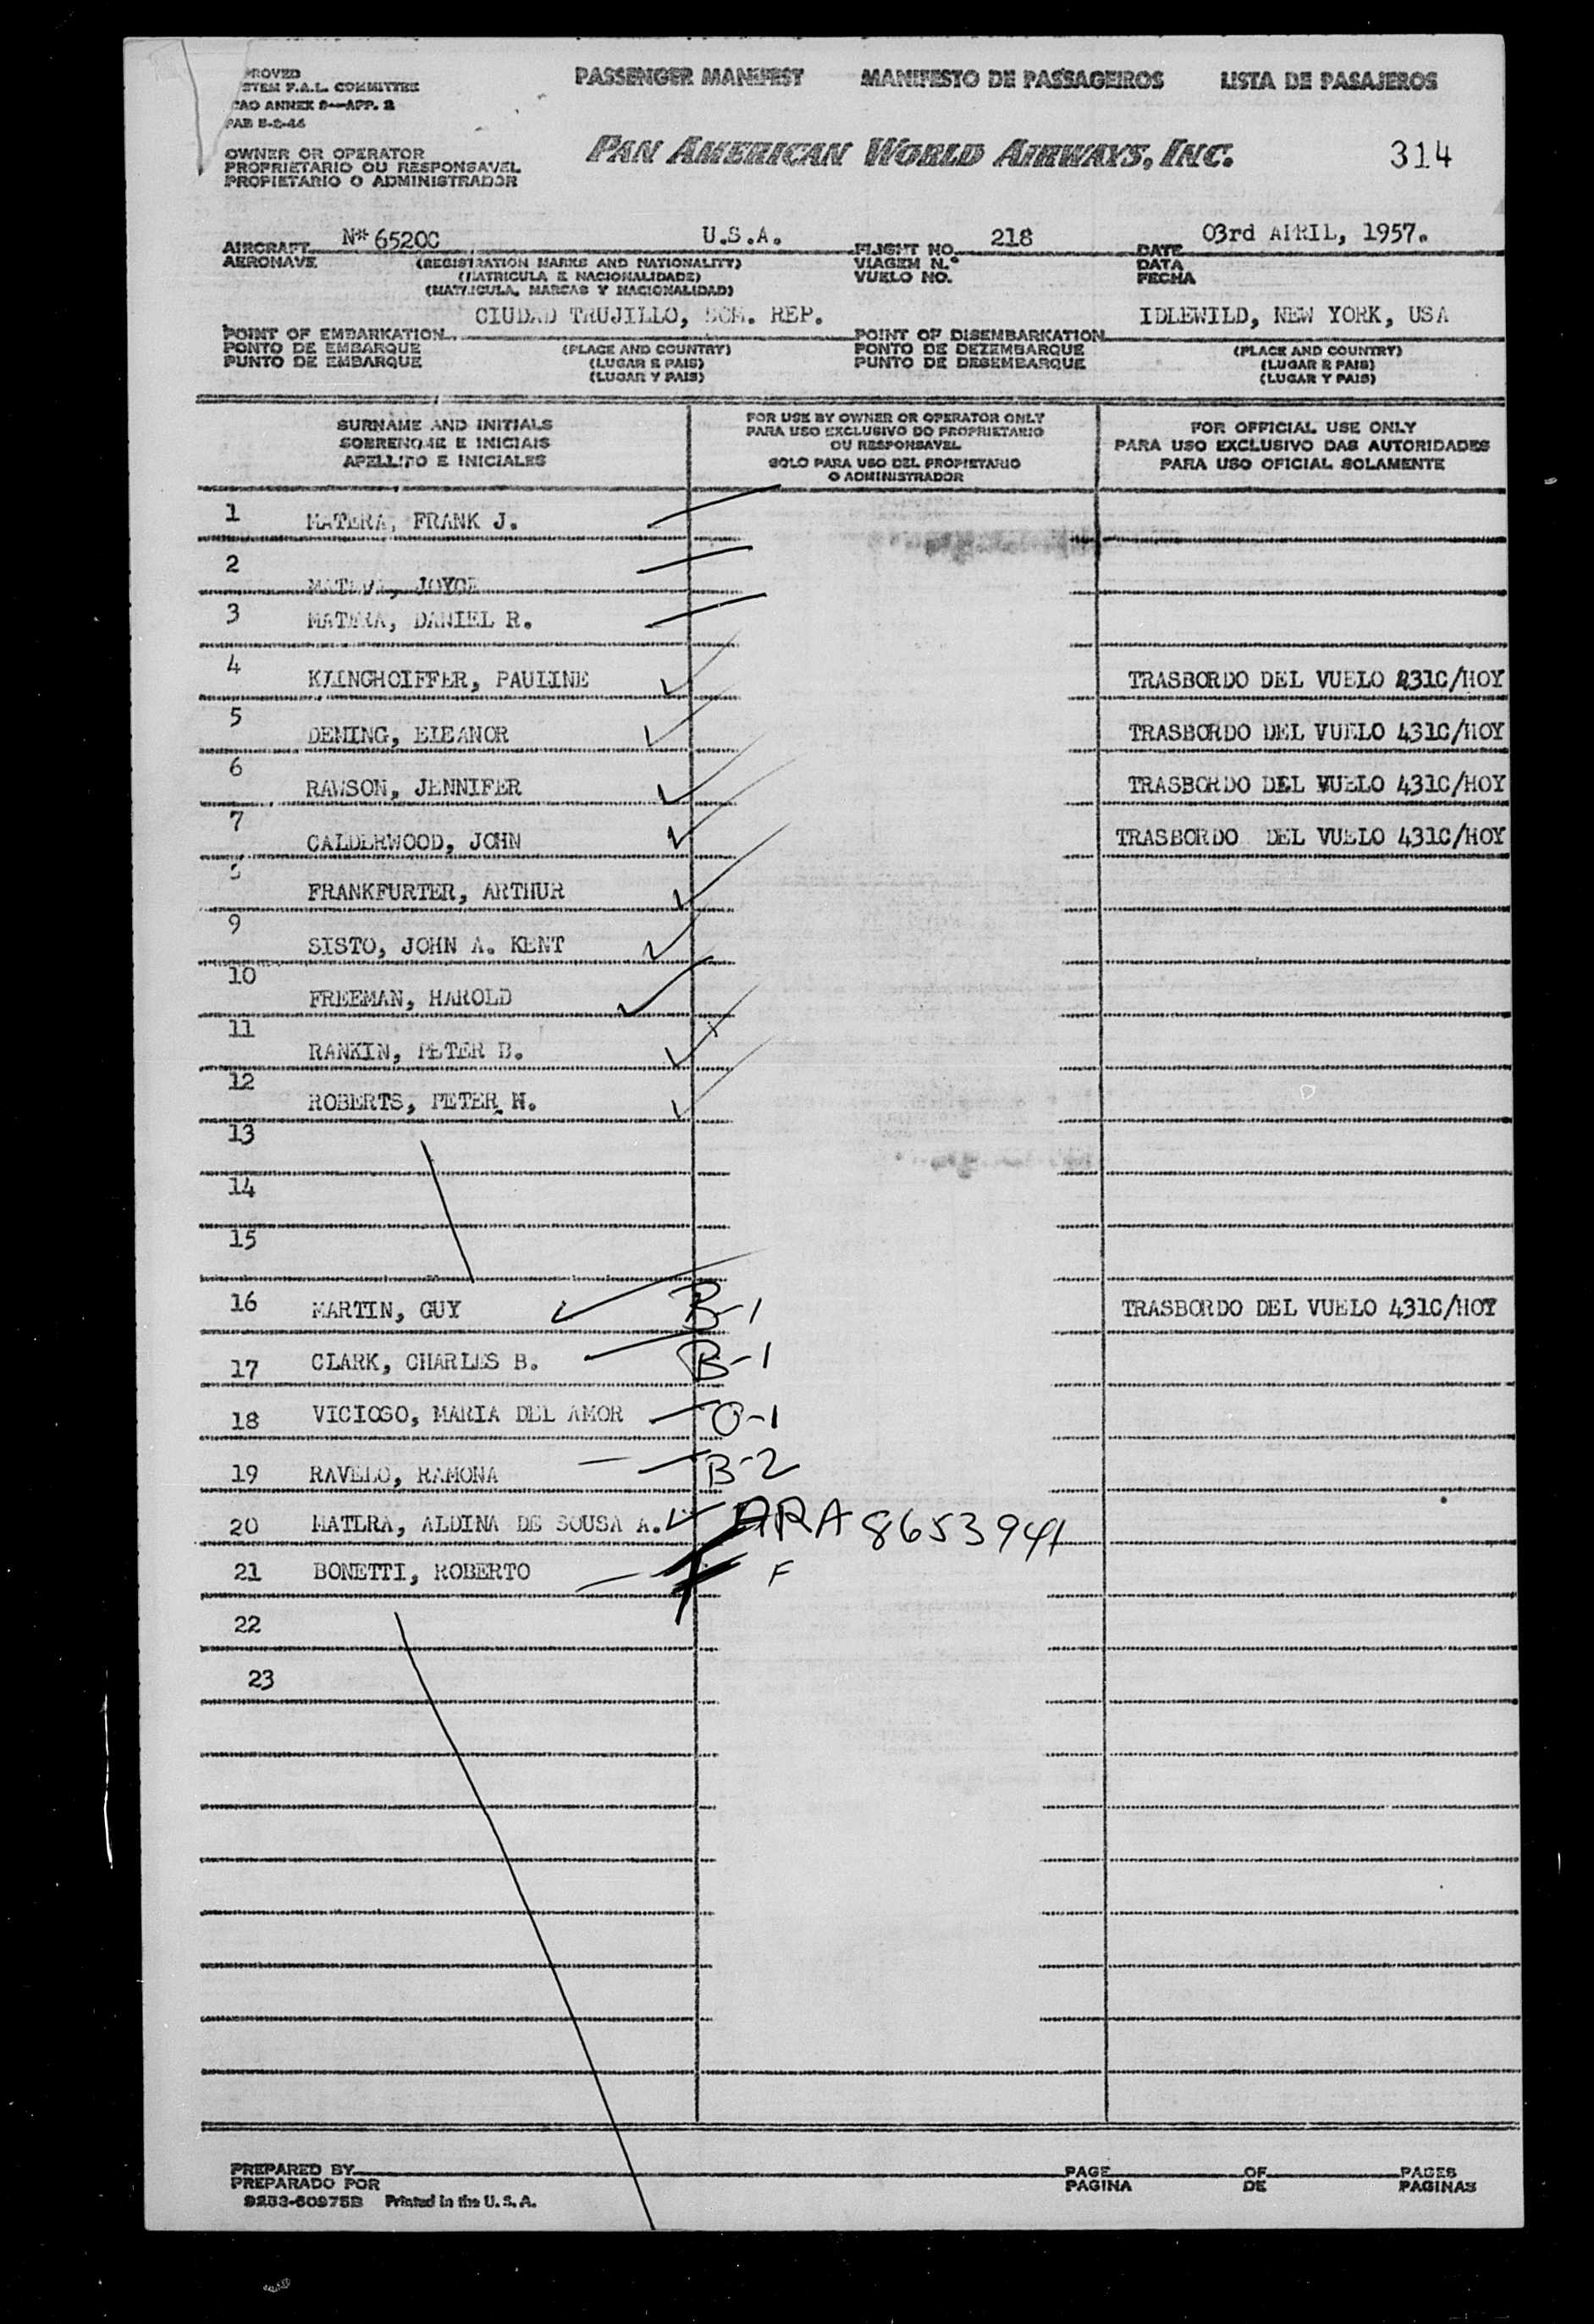 PASSENGER MANIFEST MANIFESTO DE PASSAGEIROS LISTA DE PASAJEROS
F.A.L. COMMITTEE
ANNEX 9—APP. 2
OWNER OR OPERATOR
PROPRIETARIO OU RESPONSAVEL
PROPIETARIO O ADMINISTRADOR
PAN AMERICAN WORLD AIRWAYS, INC. 314
AIRCRAFT N* 6520C U.S.A. FLIGHT NO. 218 DATE 03rd APRIL, 1957.
AERONAVE (REGISTRATION MARKS AND NATIONALITY) VIAGEM N.° DATA
(MATRICULA E NACIONALIDADE) VUELO NO. FECHA
(MATRICULA, MARCAS Y NACIONALIDAD)
POINT OF EMBARKATION CIUDAD TRUJILLO, DOM. REP. POINT OF DISEMBARKATION IDLEWILD, NEW YORK, USA
PONTO DE EMBARQUE (PLACE AND COUNTRY) PONTO DE DEZEMBARQUE (PLACE AND COUNTRY)
PUNTO DE EMBARQUE (LUGAR E PAIS) PUNTO DE DESEMBARQUE (LUGAR E PAIS)
(LUGAR Y PAIS) (LUGAR Y PAIS)
SURNAME AND INITIALS
SOBRENOME E INICIAIS
APELLIDO E INICIALES
FOR USE BY OWNER OR OPERATOR ONLY
PARA USO EXCLUSIVO DO PROPRIETARIO
OU RESPONSAVEL
SOLO PARA USO DEL PROPIETARIO
O ADMINISTRADOR
FOR OFFICIAL USE ONLY
PARA USO EXCLUSIVO DAS AUTORIDADES
PARA USO OFICIAL SOLAMENTE
1 MATERA, FRANK J.
2 MATERA, JOYCE
3 MATERA, DANIEL R.
4 PAULINE TRASBORDO DEL VUELO 431C/HOY
5 DEMING, ELEANOR TRASBORDO DEL VUELO 431C/HOY
6 RAWSON, JENNIFER TRASBORDO DEL VUELO 431C/HOY
7 CALDERWOOD, JOHN TRASBORDO DEL VUELO 431C/HOY
8 FRANKFURTER, ARTHUR
9 SISTO, JOHN A. KENT
10 FREEMAN, HAROLD
11 RANKIN, PETER B.
12 ROBERTS, PETER N.
13
14
15
16 MARTIN, GUY B-1 TRASBORDO DEL VUELO 431C/HOY
17 CLARK, CHARLES B. B-1
18 VICIOSO, MARIA DEL AMOR O-1
19 RAVELO, RAMONA B-2
20 MATERA, ALDINA DE SOUSA A. ARA 8653941
21 BONETTI, ROBERTO F
22
23
PREPARED BY PAGE OF PAGES
PREPARADO POR PAGINA DE PAGINAS
9253-60975B Printed in the U.S.A.